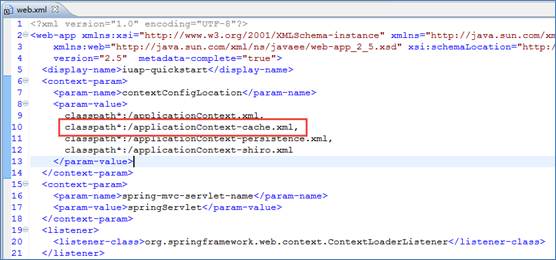 web.xml
1 <?xml version="1.0" encoding="UTF-8"?>
2 <web-app xmlns:xsi="http://www.w3.org/2001/XMLSchema-instance" xmlns="http://java.sun.com/xm
3 xmlns:web="http://java.sun.com/xml/ns/javaee/web-app_2_5.xsd" xsi:schemaLocation="http:/
4 version="2.5" metadata-complete="true">
5 <display-name>iuap-quickstart</display-name>
6 <context-param>
7 <param-name>contextConfigLocation</param-name>
8 <param-value>
9 classpath*:/applicationContext.xml,
10 classpath*:/applicationContext-cache.xml,
11 classpath*:/applicationContext-persistence.xml,
12 classpath*:/applicationContext-shiro.xml
13 </param-value>
14 </context-param>
15 <context-param>
16 <param-name>spring-mvc-servlet-name</param-name>
17 <param-value>springServlet</param-value>
18 </context-param>
19 <listener>
20 <listener-class>org.springframework.web.context.ContextLoaderListener</listener-class>
21 </listener>